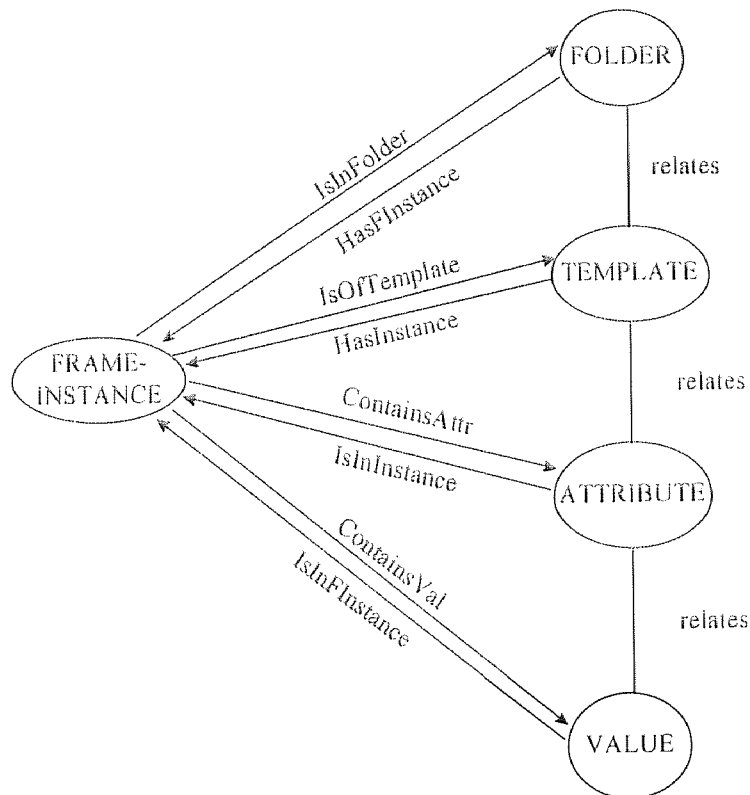 FOLDER
relates
IsInFolder
HasFInstance
IsOfTemplate
TEMPLATE
HasInstance
FRAME-
INSTANCE
relates
ContainsAttr
IsInInstance
ATTRIBUTE
ContainsVal
IsInFInstance
relates
VALUE